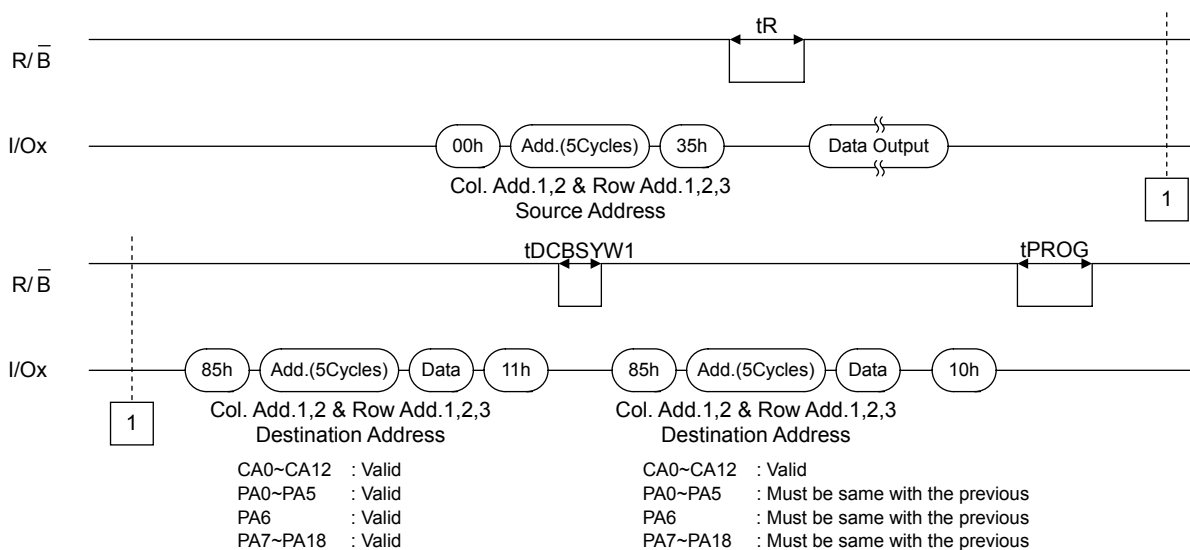 tR
R/B̅
I/Ox
00h Add.(5Cycles) 35h Data Output
Col. Add.1,2 & Row Add.1,2,3
Source Address
1
tDCBSYW1 tPROG
R/B̅
I/Ox
85h Add.(5Cycles) Data 11h 85h Add.(5Cycles) Data 10h
1
Col. Add.1,2 & Row Add.1,2,3 Col. Add.1,2 & Row Add.1,2,3
Destination Address Destination Address
CA0~CA12 : Valid CA0~CA12 : Valid
PA0~PA5 : Valid PA0~PA5 : Must be same with the previous
PA6 : Valid PA6 : Must be same with the previous
PA7~PA18 : Valid PA7~PA18 : Must be same with the previous